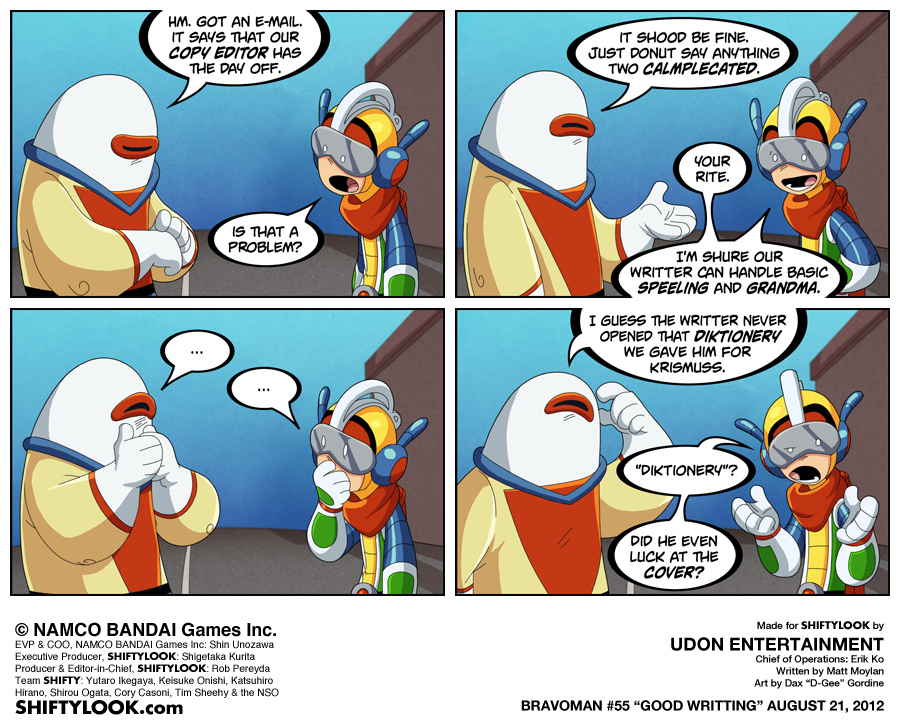 HM. GOT AN E-MAIL.
IT SAYS THAT OUR
COPY EDITOR HAS
THE DAY OFF.
IS THAT A
PROBLEM?
IT SHOOD BE FINE.
JUST DONUT SAY ANYTHING
TWO CALMPLECATED.
YOUR
RITE.
I'M SHURE OUR
WRITTER CAN HANDLE BASIC
SPEELING AND GRANDMA.
...
...
I GUESS THE WRITTER NEVER
OPENED THAT DIKTIONERY
WE GAVE HIM FOR
KRISMUSS.
"DIKTIONERY"?
DID HE EVEN
LUCK AT THE
COVER?
© NAMCO BANDAI Games Inc.
EVP & COO, NAMCO BANDAI Games Inc: Shin Unozawa
Executive Producer, SHIFTYLOOK: Shigetaka Kurita
Producer & Editor-in-Chief, SHIFTYLOOK: Rob Pereyda
Team SHIFTY: Yutaro Ikegaya, Keisuke Onishi, Katsuhiro
Hirano, Shirou Ogata, Cory Casoni, Tim Sheehy & the NSO
SHIFTYLOOK.com
Made for SHIFTYLOOK by
UDON ENTERTAINMENT
Chief of Operations: Erik Ko
Written by Matt Moylan
Art by Dax "D-Gee" Gordine
BRAVOMAN #55 "GOOD WRITTING" AUGUST 21, 2012